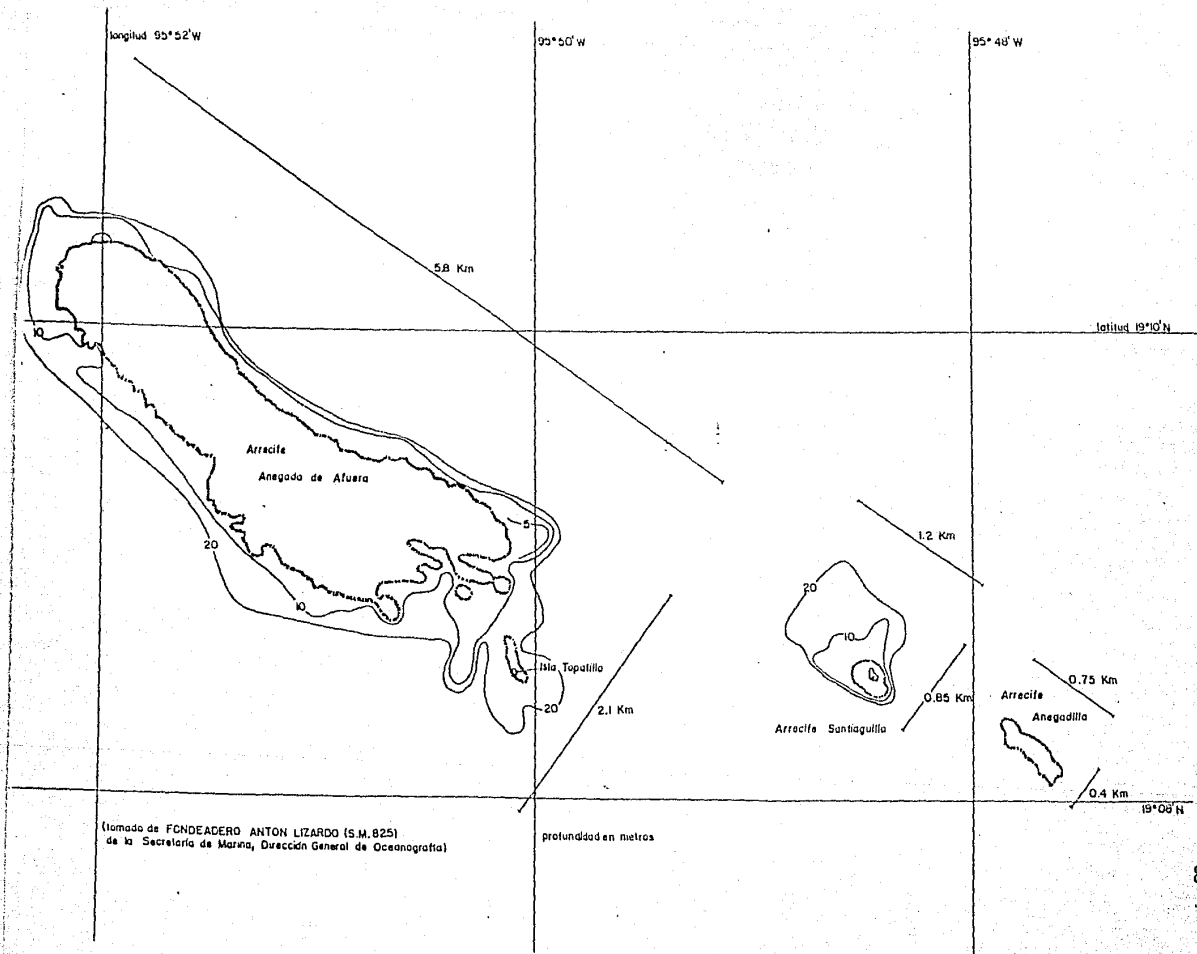 longitud 95°52'W
95°50' W
95°48' W
5.8 Km
latitud 19°10'N
10
Arrecife
Anegada de Afuera
5
20
10
1.2 Km
20
10
Isla Topatillo
20
2.1 Km
0.85 Km
Arrecife Santiaguillo
0.75 Km
Arrecife
Anegadilla
0.4 Km
19°08'N
(tomado de FONDEADERO ANTON LIZARDO (S.M. 825)
de la Secretaría de Marina, Dirección General de Oceanografía)
profundidad en metros